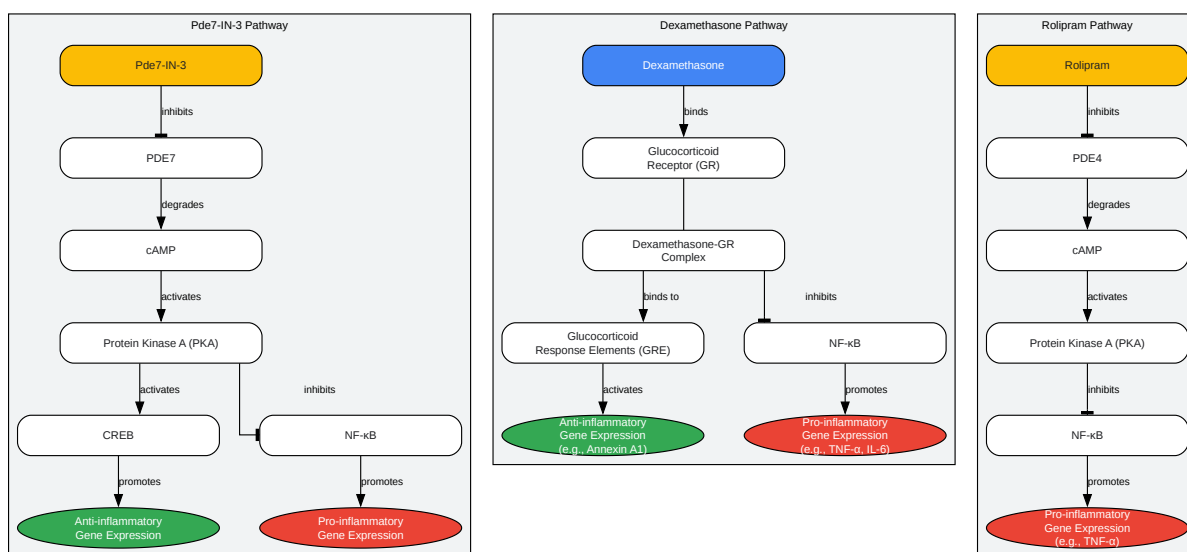 Pde7-IN-3 Pathway
Pde7-IN-3
inhibits
PDE7
degrades
cAMP
activates
Protein Kinase A (PKA)
activates
inhibits
CREB
NF-κB
promotes
promotes
Anti-inflammatory
Gene Expression
Pro-inflammatory
Gene Expression
Dexamethasone Pathway
Dexamethasone
binds
Glucocorticoid
Receptor (GR)
Dexamethasone-GR
Complex
binds to
inhibits
Glucocorticoid
Response Elements (GRE)
NF-κB
activates
promotes
Anti-inflammatory
Gene Expression
(e.g., Annexin A1)
Pro-inflammatory
Gene Expression
(e.g., TNF-α, IL-6)
Rolipram Pathway
Rolipram
inhibits
PDE4
degrades
cAMP
activates
Protein Kinase A (PKA)
inhibits
NF-κB
promotes
Pro-inflammatory
Gene Expression
(e.g., TNF-α)